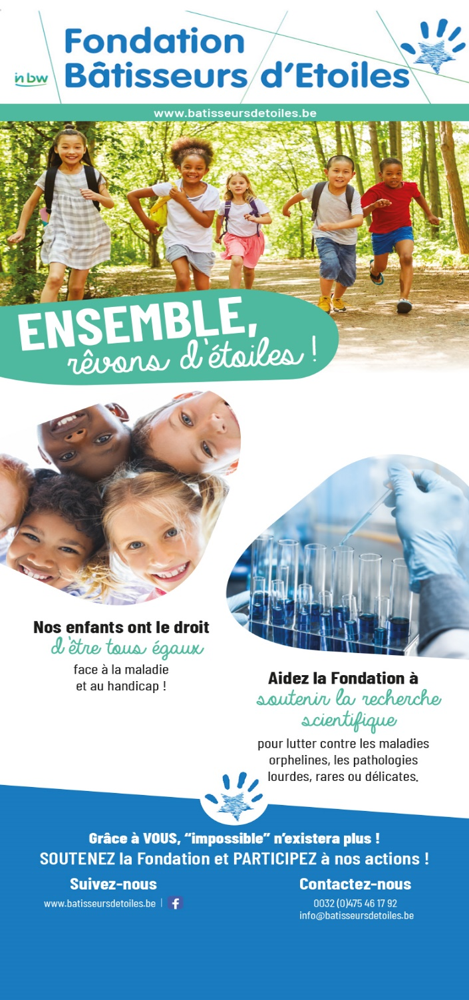 Fondation
Bâtisseurs d'Etoiles
in bw
www.batisseursdetoiles.be
ENSEMBLE,
rêvons d'étoiles !
Nos enfants ont le droit
d'être tous égaux
face à la maladie
et au handicap !
Aidez la Fondation à
soutenir la recherche
scientifique
pour lutter contre les maladies
orphelines, les pathologies
lourdes, rares ou délicates.
Grâce à VOUS, “impossible” n'existera plus !
SOUTENEZ la Fondation et PARTICIPEZ à nos actions !
Suivez-nous
www.batisseursdetoiles.be | f
Contactez-nous
0032 (0)475 46 17 92
info@batisseursdetoiles.be